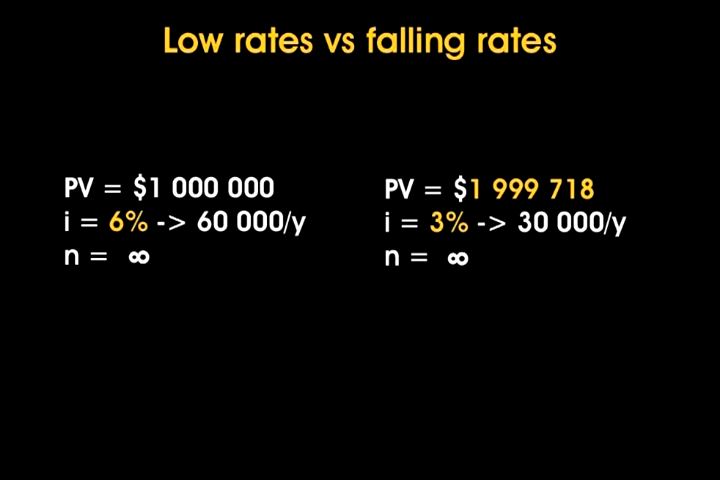 Low rates vs falling rates
PV = $1 000 000
i = 6% -> 60 000/y
n = ∞
PV = $1 999 718
i = 3% -> 30 000/y
n = ∞